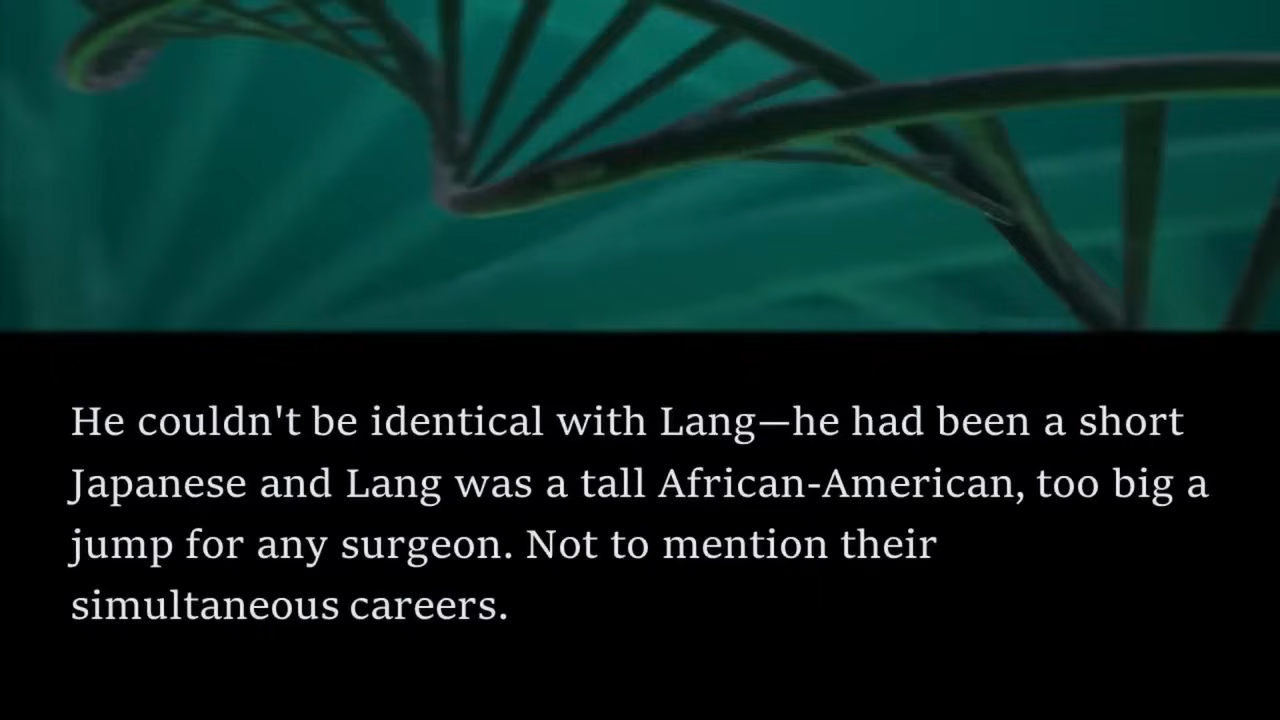 He couldn't be identical with Lang—he had been a short
Japanese and Lang was a tall African-American, too big a
jump for any surgeon. Not to mention their
simultaneous careers.